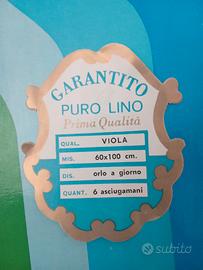 GARANTITO
PURO LINO
Prima Qualità
QUAL. VIOLA
MIS. 60x100 cm.
DIS. orlo a giorno
QUANT. 6 asciugamani
subito